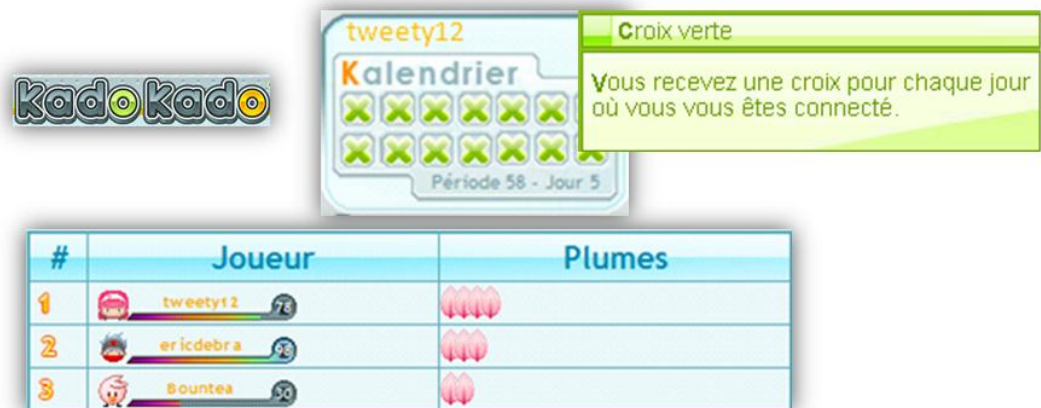 KadoKado
tweety12
Kalendrier
Période 58 - Jour 5
Croix verte
Vous recevez une croix pour chaque jour
où vous vous êtes connecté.
# Joueur Plumes
1 tweety12
2 ericdebra
3 Bountea